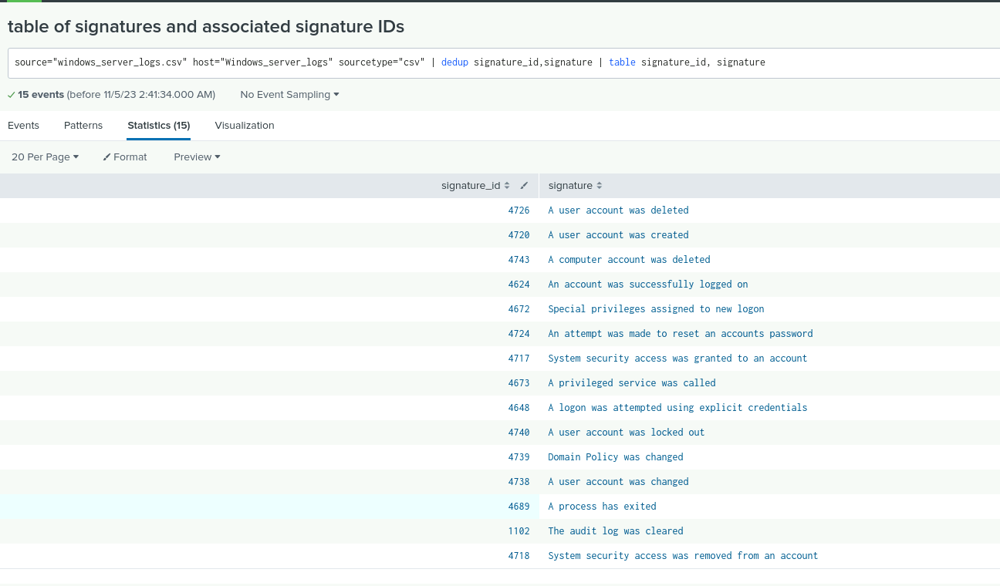 table of signatures and associated signature IDs
source="windows_server_logs.csv" host="Windows_server_logs" sourcetype="csv" | dedup signature_id,signature | table signature_id, signature
15 events (before 11/5/23 2:41:34.000 AM) No Event Sampling
Events Patterns Statistics (15) Visualization
20 Per Page Format Preview
signature_id signature
4726 A user account was deleted
4720 A user account was created
4743 A computer account was deleted
4624 An account was successfully logged on
4672 Special privileges assigned to new logon
4724 An attempt was made to reset an accounts password
4717 System security access was granted to an account
4673 A privileged service was called
4648 A logon was attempted using explicit credentials
4740 A user account was locked out
4739 Domain Policy was changed
4738 A user account was changed
4689 A process has exited
1102 The audit log was cleared
4718 System security access was removed from an account